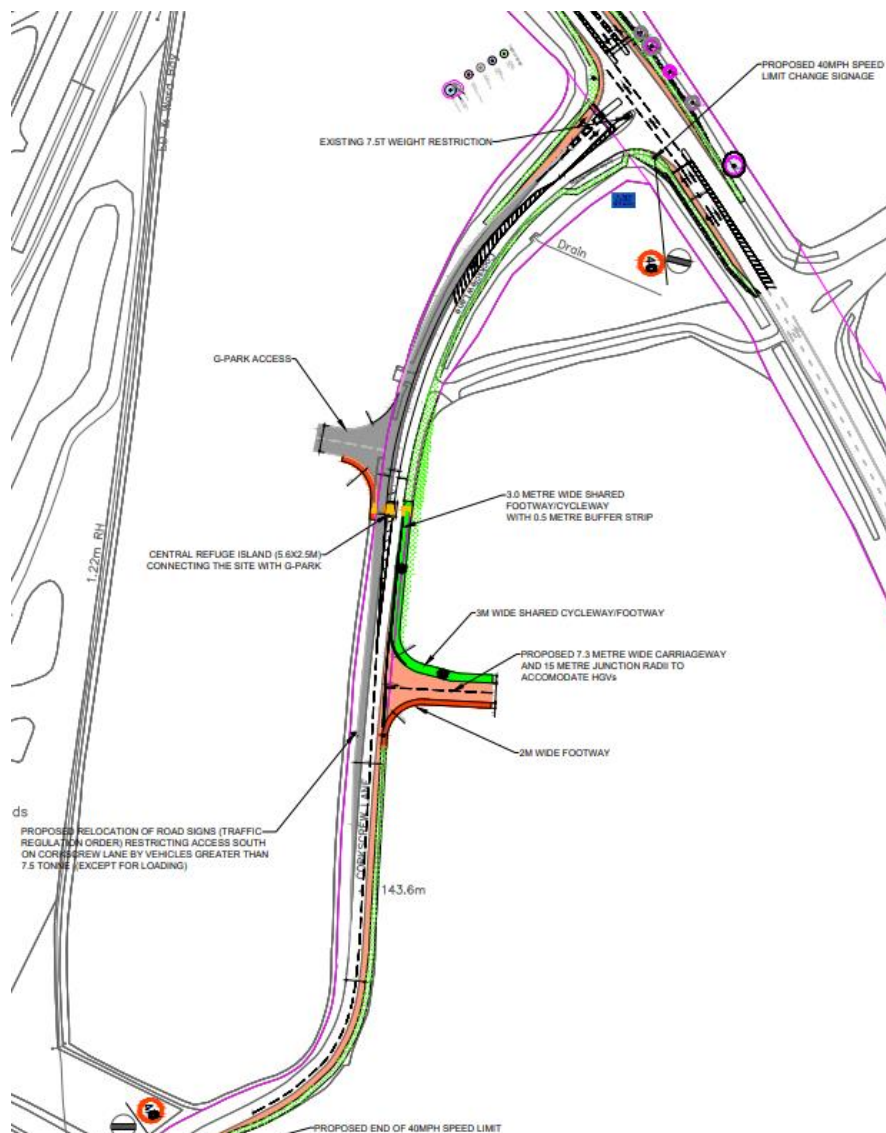 PROPOSED 40MPH SPEED
LIMIT CHANGE SIGNAGE
EXISTING 7.5T WEIGHT RESTRICTION
Drain
40
G-PARK ACCESS
3.0 METRE WIDE SHARED
FOOTWAY/CYCLEWAY
WITH 0.5 METRE BUFFER STRIP
CENTRAL REFUGE ISLAND (5.6X2.5M)
CONNECTING THE SITE WITH G-PARK
1.22m RH
3M WIDE SHARED CYCLEWAY/FOOTWAY
PROPOSED 7.3 METRE WIDE CARRIAGEWAY
AND 15 METRE JUNCTION RADII TO
ACCOMODATE HGVs
2M WIDE FOOTWAY
ds
PROPOSED RELOCATION OF ROAD SIGNS (TRAFFIC
REGULATION ORDER) RESTRICTING ACCESS SOUTH
ON CORKSCREW LANE BY VEHICLES GREATER THAN
7.5 TONNE (EXCEPT FOR LOADING)
CORKSCREW LANE
143.6m
PROPOSED END OF 40MPH SPEED LIMIT